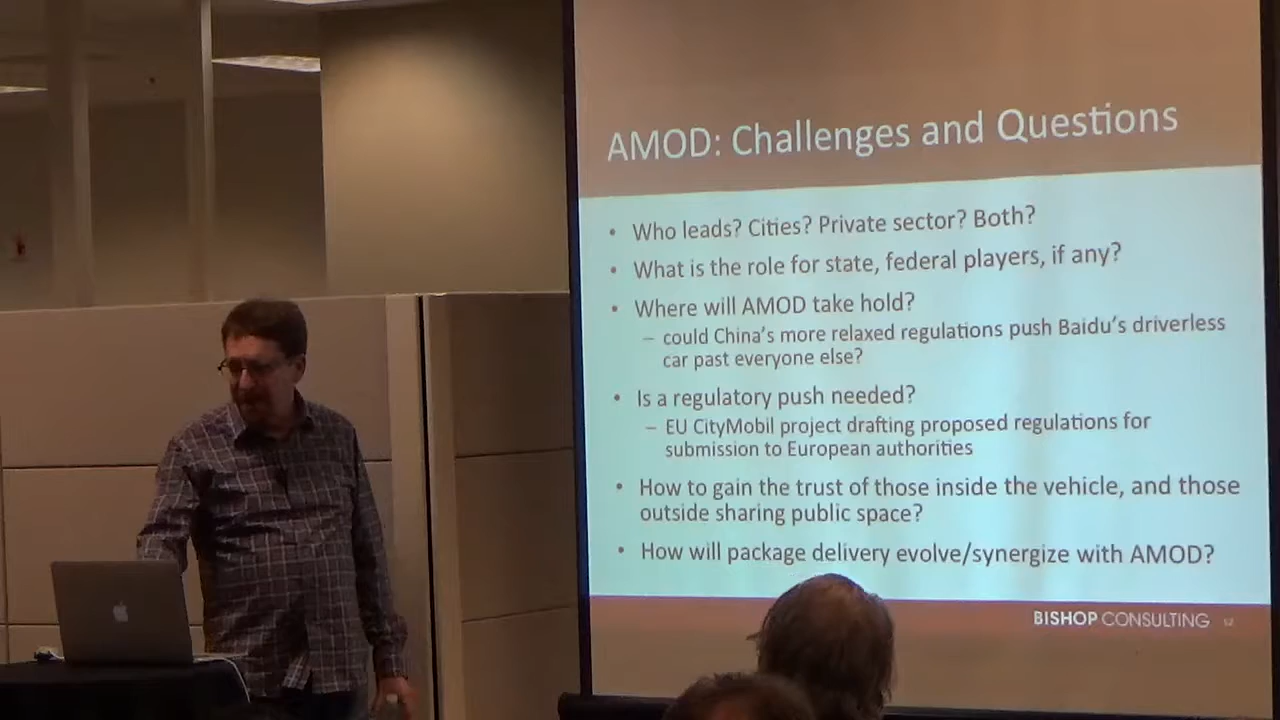 AMOD: Challenges and Questions
• Who leads? Cities? Private sector? Both?
• What is the role for state, federal players, if any?
• Where will AMOD take hold?
– could China's more relaxed regulations push Baidu's driverless
car past everyone else?
• Is a regulatory push needed?
– EU CityMobil project drafting proposed regulations for
submission to European authorities
• How to gain the trust of those inside the vehicle, and those
outside sharing public space?
• How will package delivery evolve/synergize with AMOD?
BISHOP CONSULTING